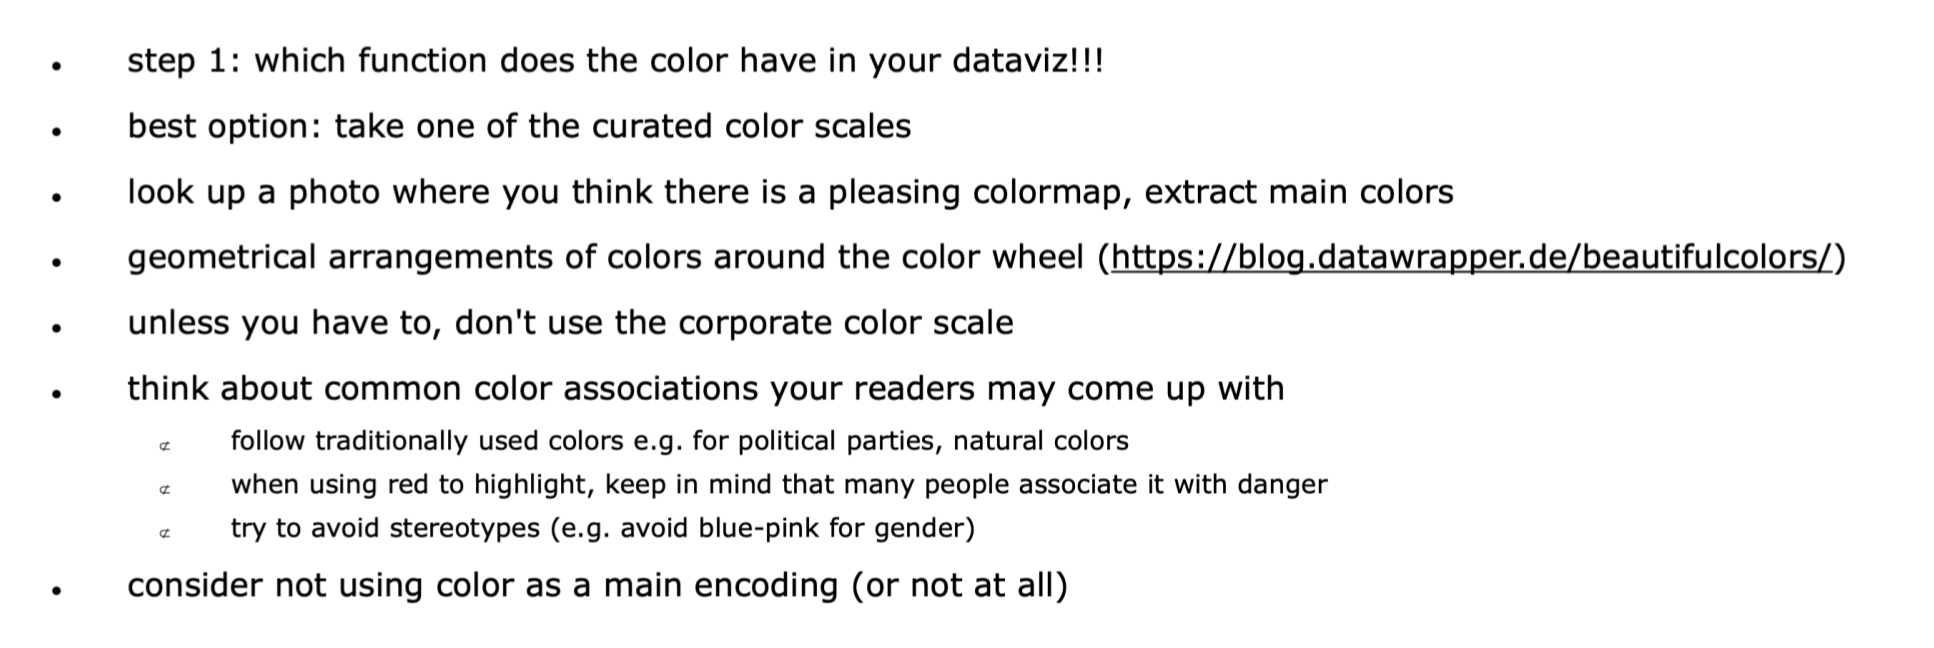 • step 1: which function does the color have in your dataviz!!!
• best option: take one of the curated color scales
• look up a photo where you think there is a pleasing colormap, extract main colors
• geometrical arrangements of colors around the color wheel (https://blog.datawrapper.de/beautifulcolors/)
• unless you have to, don't use the corporate color scale
• think about common color associations your readers may come up with
⊄ follow traditionally used colors e.g. for political parties, natural colors
⊄ when using red to highlight, keep in mind that many people associate it with danger
⊄ try to avoid stereotypes (e.g. avoid blue-pink for gender)
• consider not using color as a main encoding (or not at all)